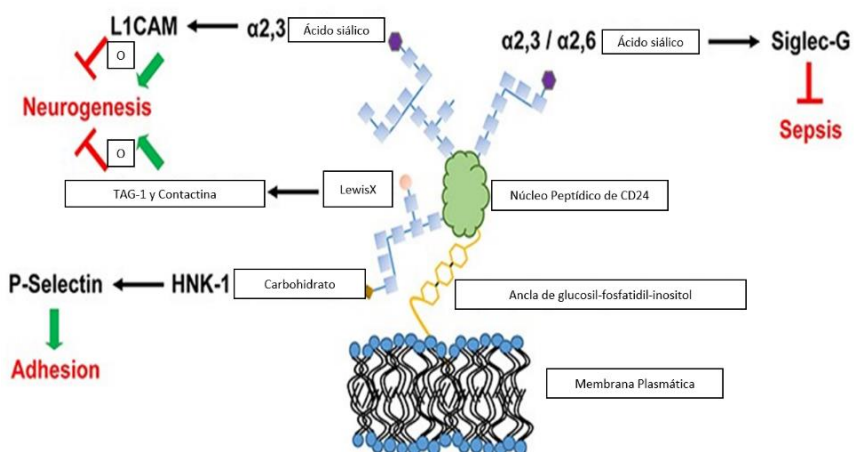 L1CAM
α2,3
Ácido siálico
α2,3 / α2,6
Ácido siálico
Siglec-G
O
Neurogenesis
Sepsis
O
TAG-1 y Contactina
LewisX
Núcleo Peptídico de CD24
P-Selectin
HNK-1
Carbohidrato
Ancla de glucosil-fosfatidil-inositol
Adhesion
Membrana Plasmática